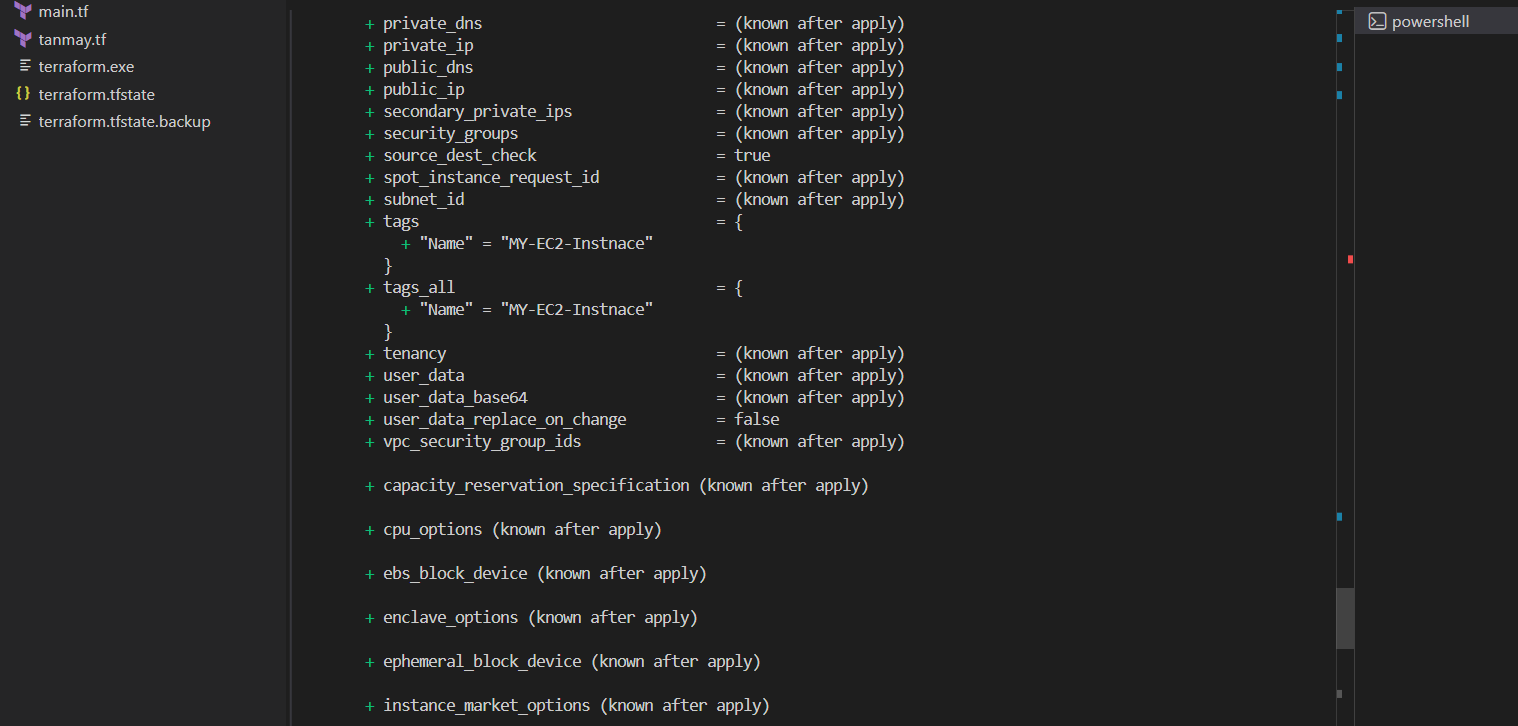 main.tf
tanmay.tf
terraform.exe
terraform.tfstate
terraform.tfstate.backup
+ private_dns = (known after apply)
+ private_ip = (known after apply)
+ public_dns = (known after apply)
+ public_ip = (known after apply)
+ secondary_private_ips = (known after apply)
+ security_groups = (known after apply)
+ source_dest_check = true
+ spot_instance_request_id = (known after apply)
+ subnet_id = (known after apply)
+ tags = {
+ "Name" = "MY-EC2-Instnace"
}
+ tags_all = {
+ "Name" = "MY-EC2-Instnace"
}
+ tenancy = (known after apply)
+ user_data = (known after apply)
+ user_data_base64 = (known after apply)
+ user_data_replace_on_change = false
+ vpc_security_group_ids = (known after apply)
+ capacity_reservation_specification (known after apply)
+ cpu_options (known after apply)
+ ebs_block_device (known after apply)
+ enclave_options (known after apply)
+ ephemeral_block_device (known after apply)
+ instance_market_options (known after apply)
powershell